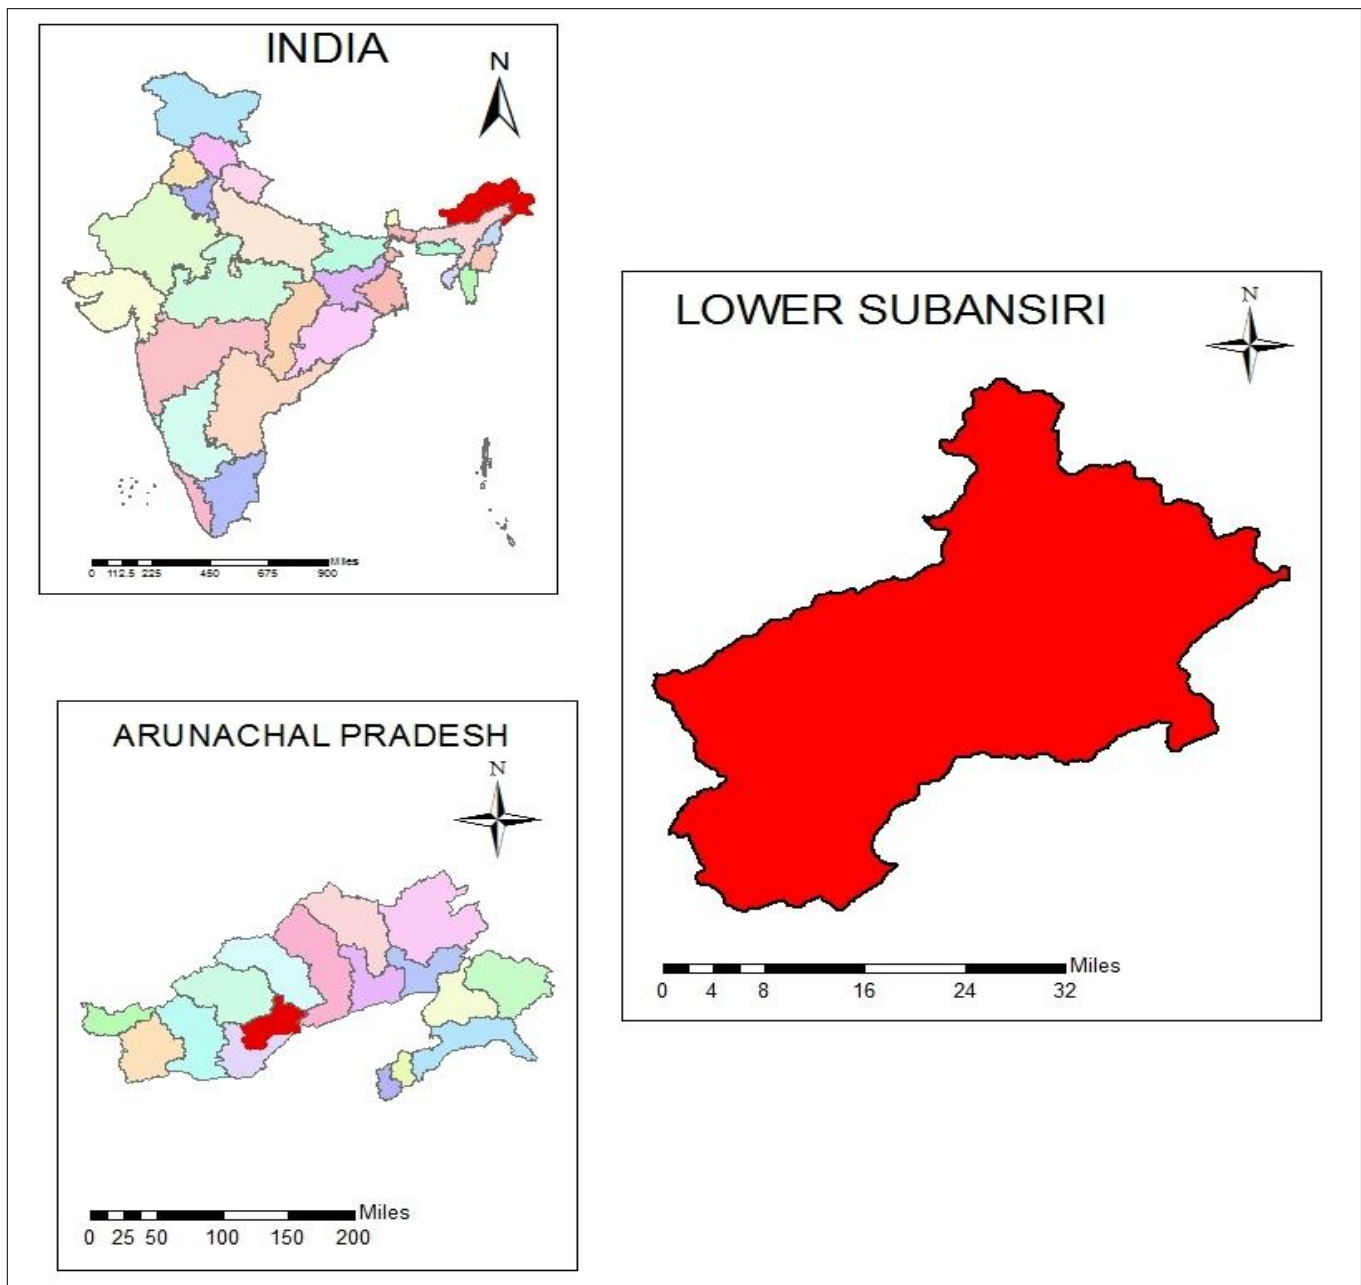 INDIA
N
Miles
0 112.5 225 450 675 900
LOWER SUBANSIRI
N
Miles
0 4 8 16 24 32
ARUNACHAL PRADESH
N
Miles
0 25 50 100 150 200